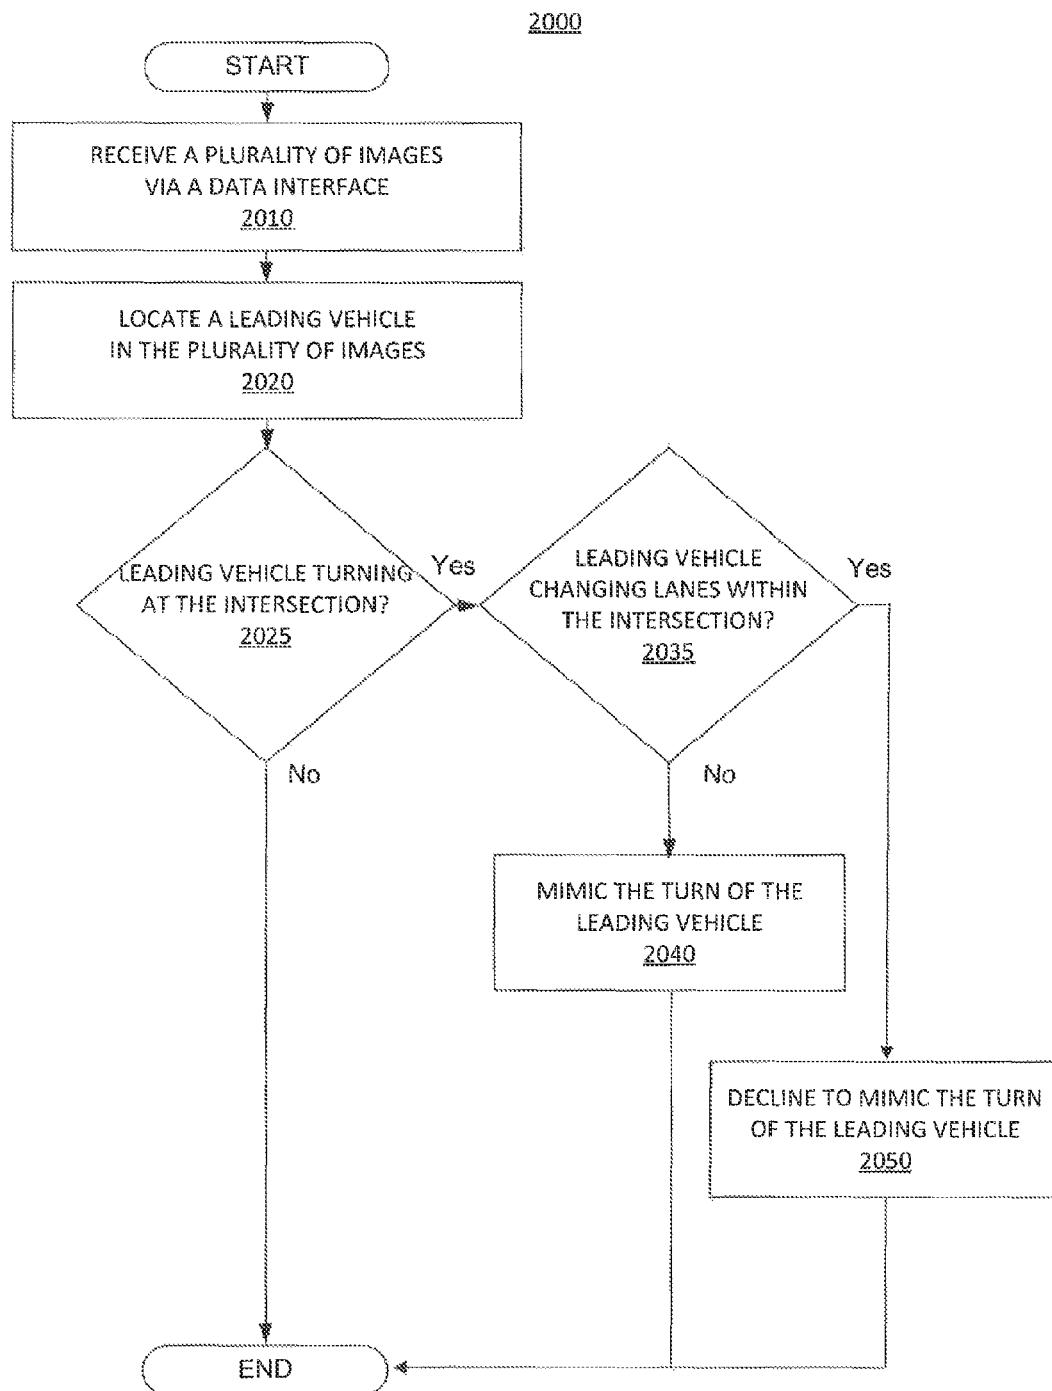 2000
START
RECEIVE A PLURALITY OF IMAGES
VIA A DATA INTERFACE
2010
LOCATE A LEADING VEHICLE
IN THE PLURALITY OF IMAGES
2020
LEADING VEHICLE TURNING
AT THE INTERSECTION?
2025
Yes
No
LEADING VEHICLE
CHANGING LANES WITHIN
THE INTERSECTION?
2035
Yes
No
MIMIC THE TURN OF THE
LEADING VEHICLE
2040
DECLINE TO MIMIC THE TURN
OF THE LEADING VEHICLE
2050
END